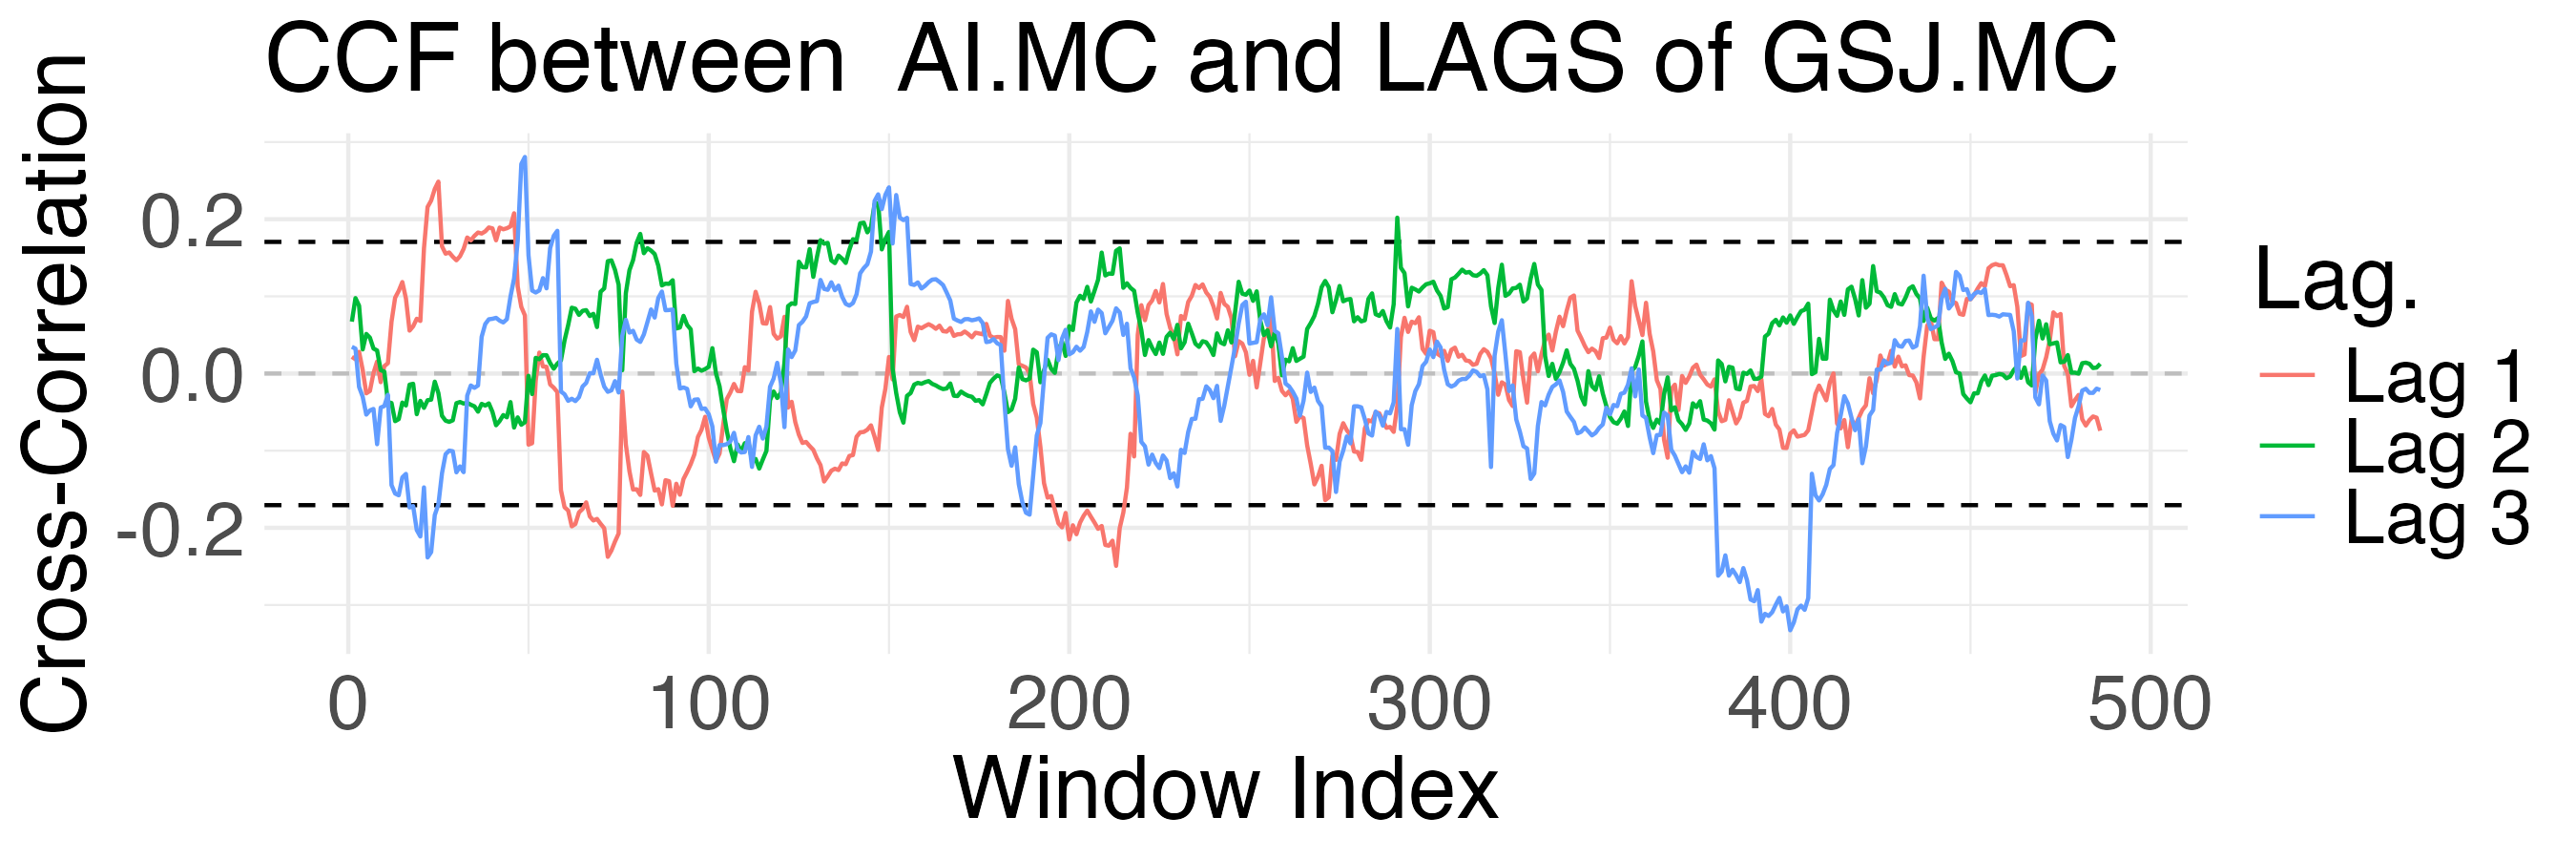 CCF between  AI.MC and LAGS of GSJ.MC
Cross-Correlation
0.2
0.0
-0.2
0 100 200 300 400 500
Window Index
Lag.
Lag 1
Lag 2
Lag 3